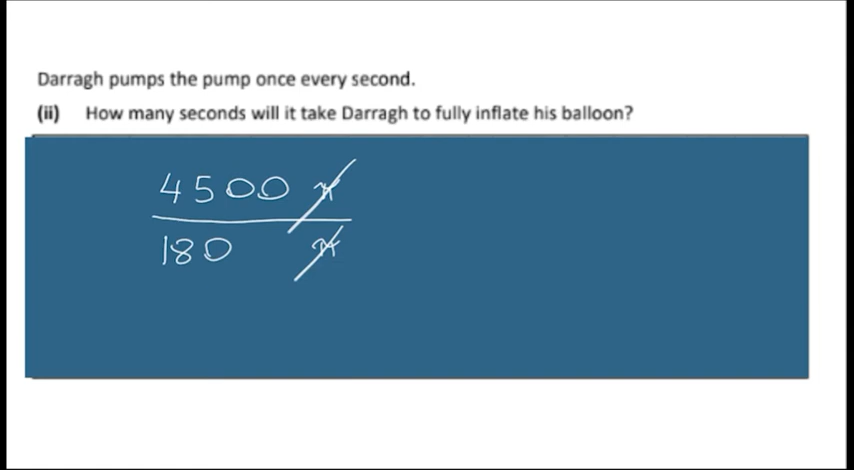 Darragh pumps the pump once every second.
(ii) How many seconds will it take Darragh to fully inflate his balloon?
4500 π
180 π